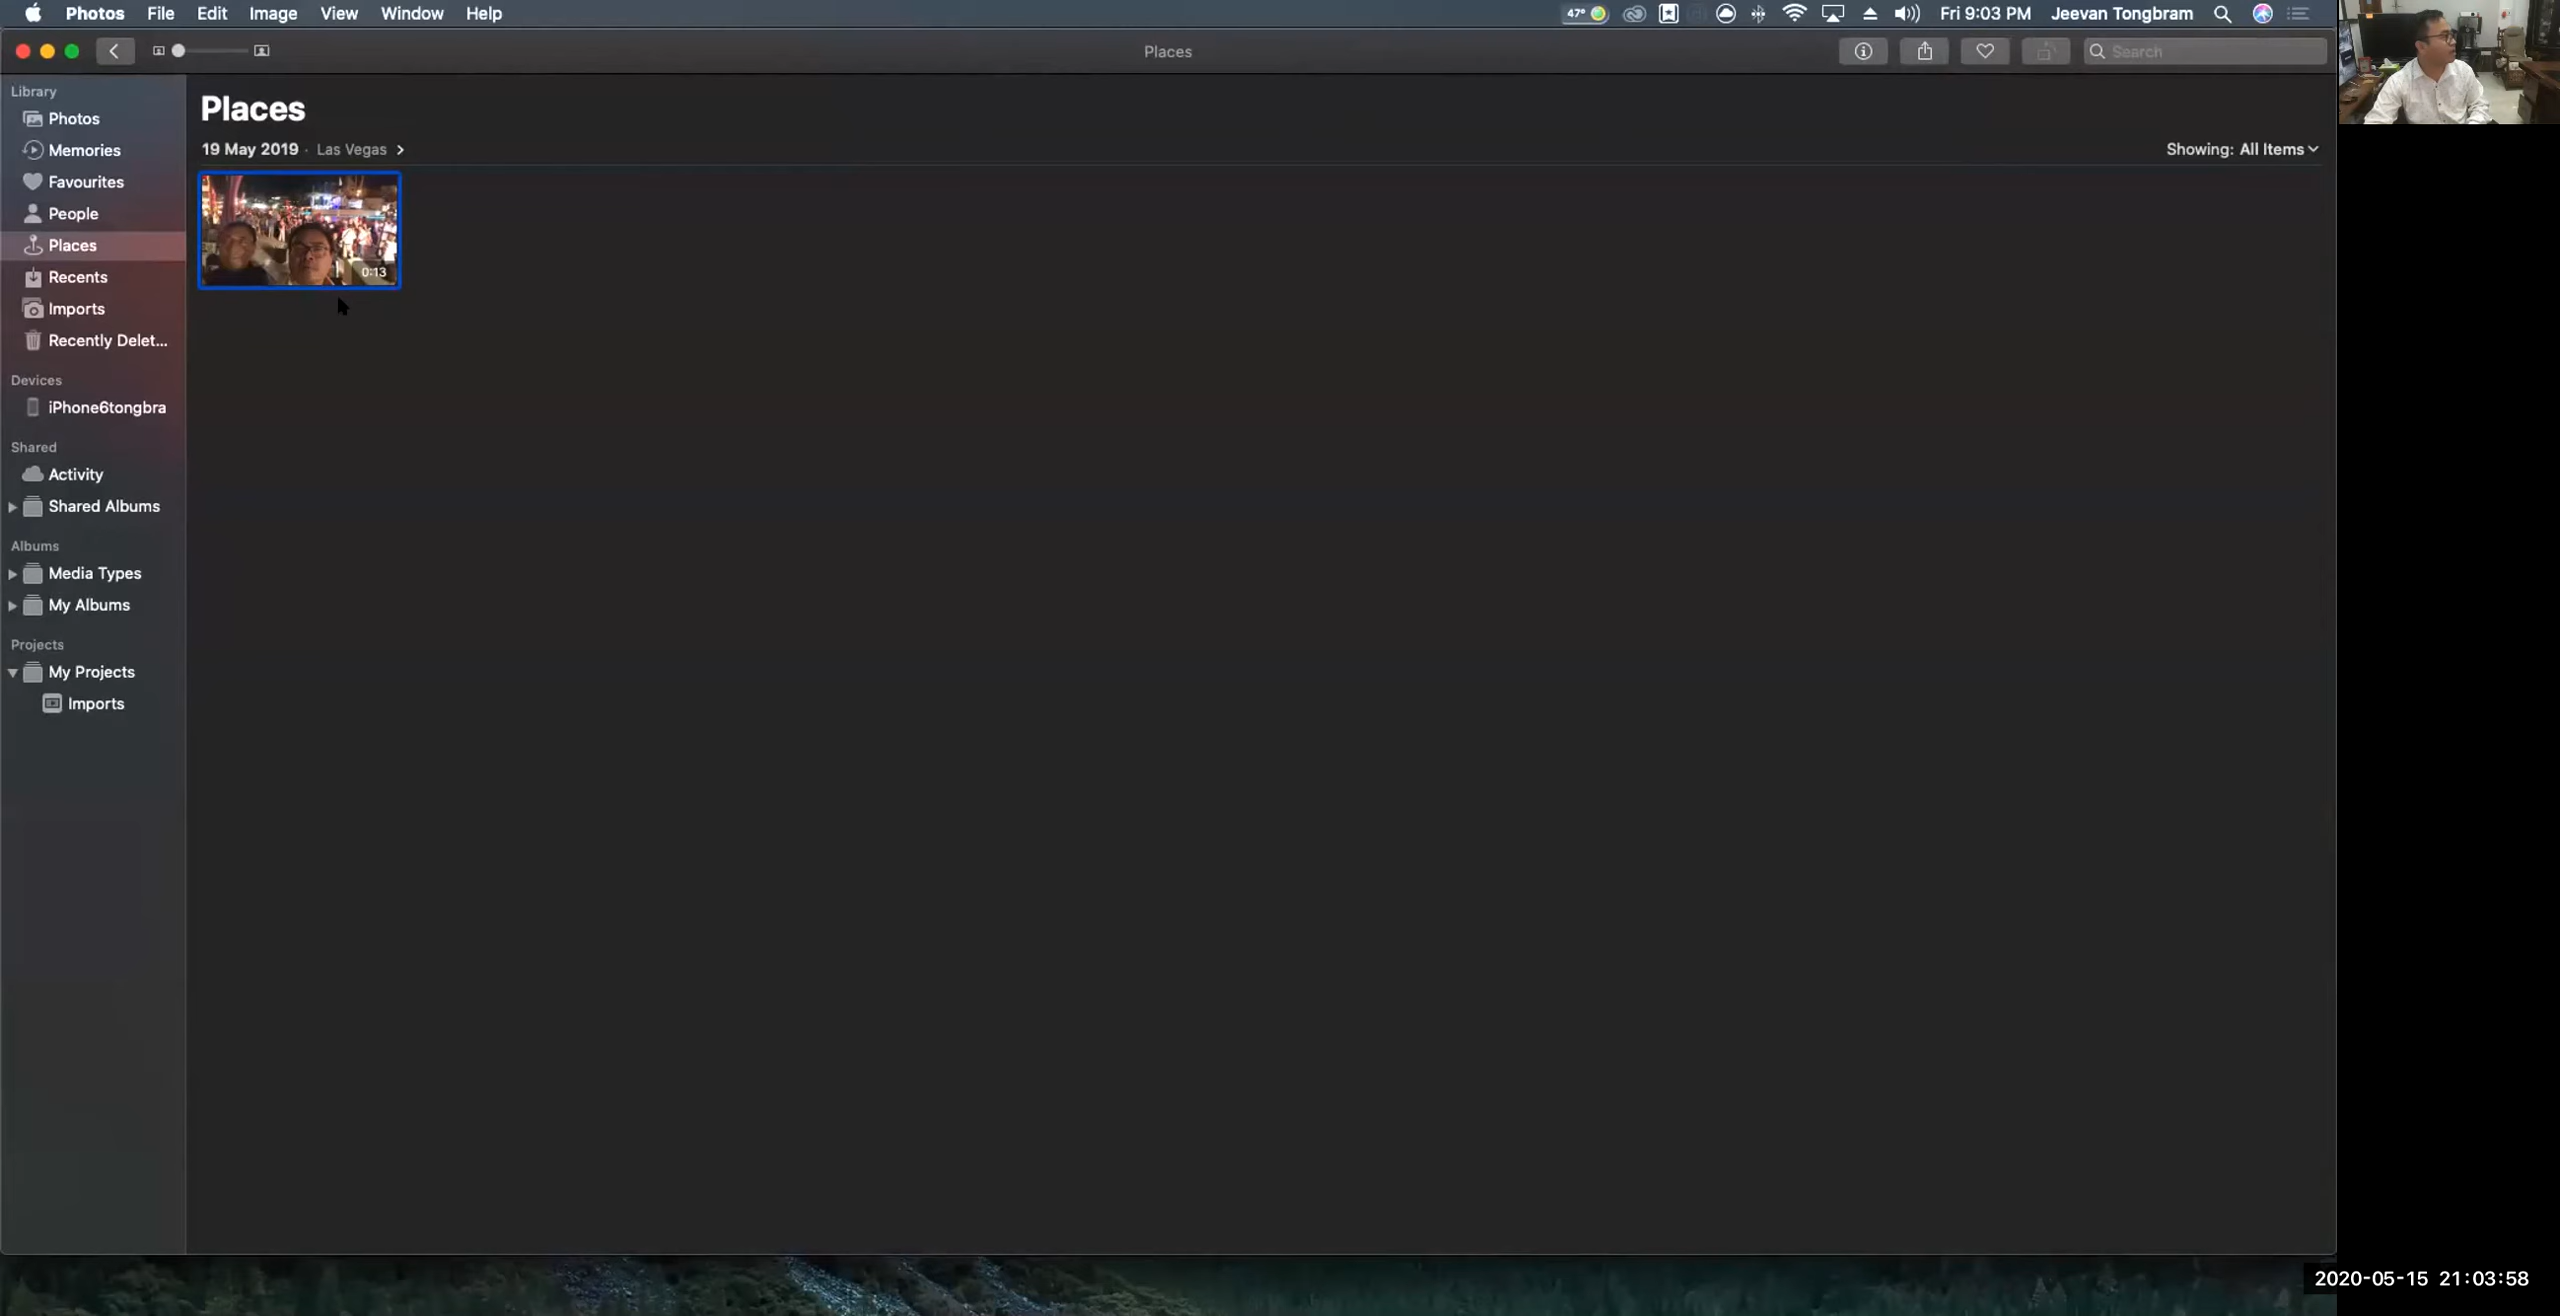 Photos File Edit Image View Window Help 47° Fri 9:03 PM Jeevan Tongbram
Places Search
Library
Photos
Memories
Favourites
People
Places
Recents
Imports
Recently Delet...
Devices
iPhone6tongbra
Shared
Activity
Shared Albums
Albums
Media Types
My Albums
Projects
My Projects
Imports
Places
19 May 2019 · Las Vegas Showing: All Items
0:13
2020-05-15 21:03:58